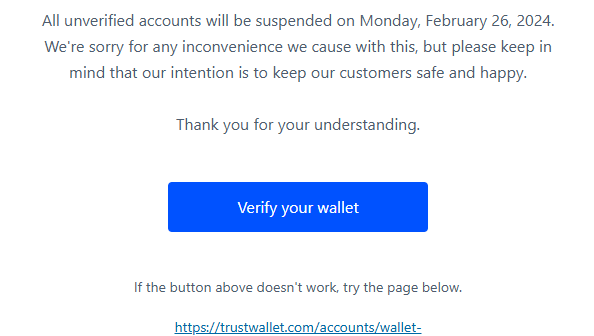 All unverified accounts will be suspended on Monday, February 26, 2024.
We're sorry for any inconvenience we cause with this, but please keep in
mind that our intention is to keep our customers safe and happy.
Thank you for your understanding.
Verify your wallet
If the button above doesn't work, try the page below.
https://trustwallet.com/accounts/wallet-